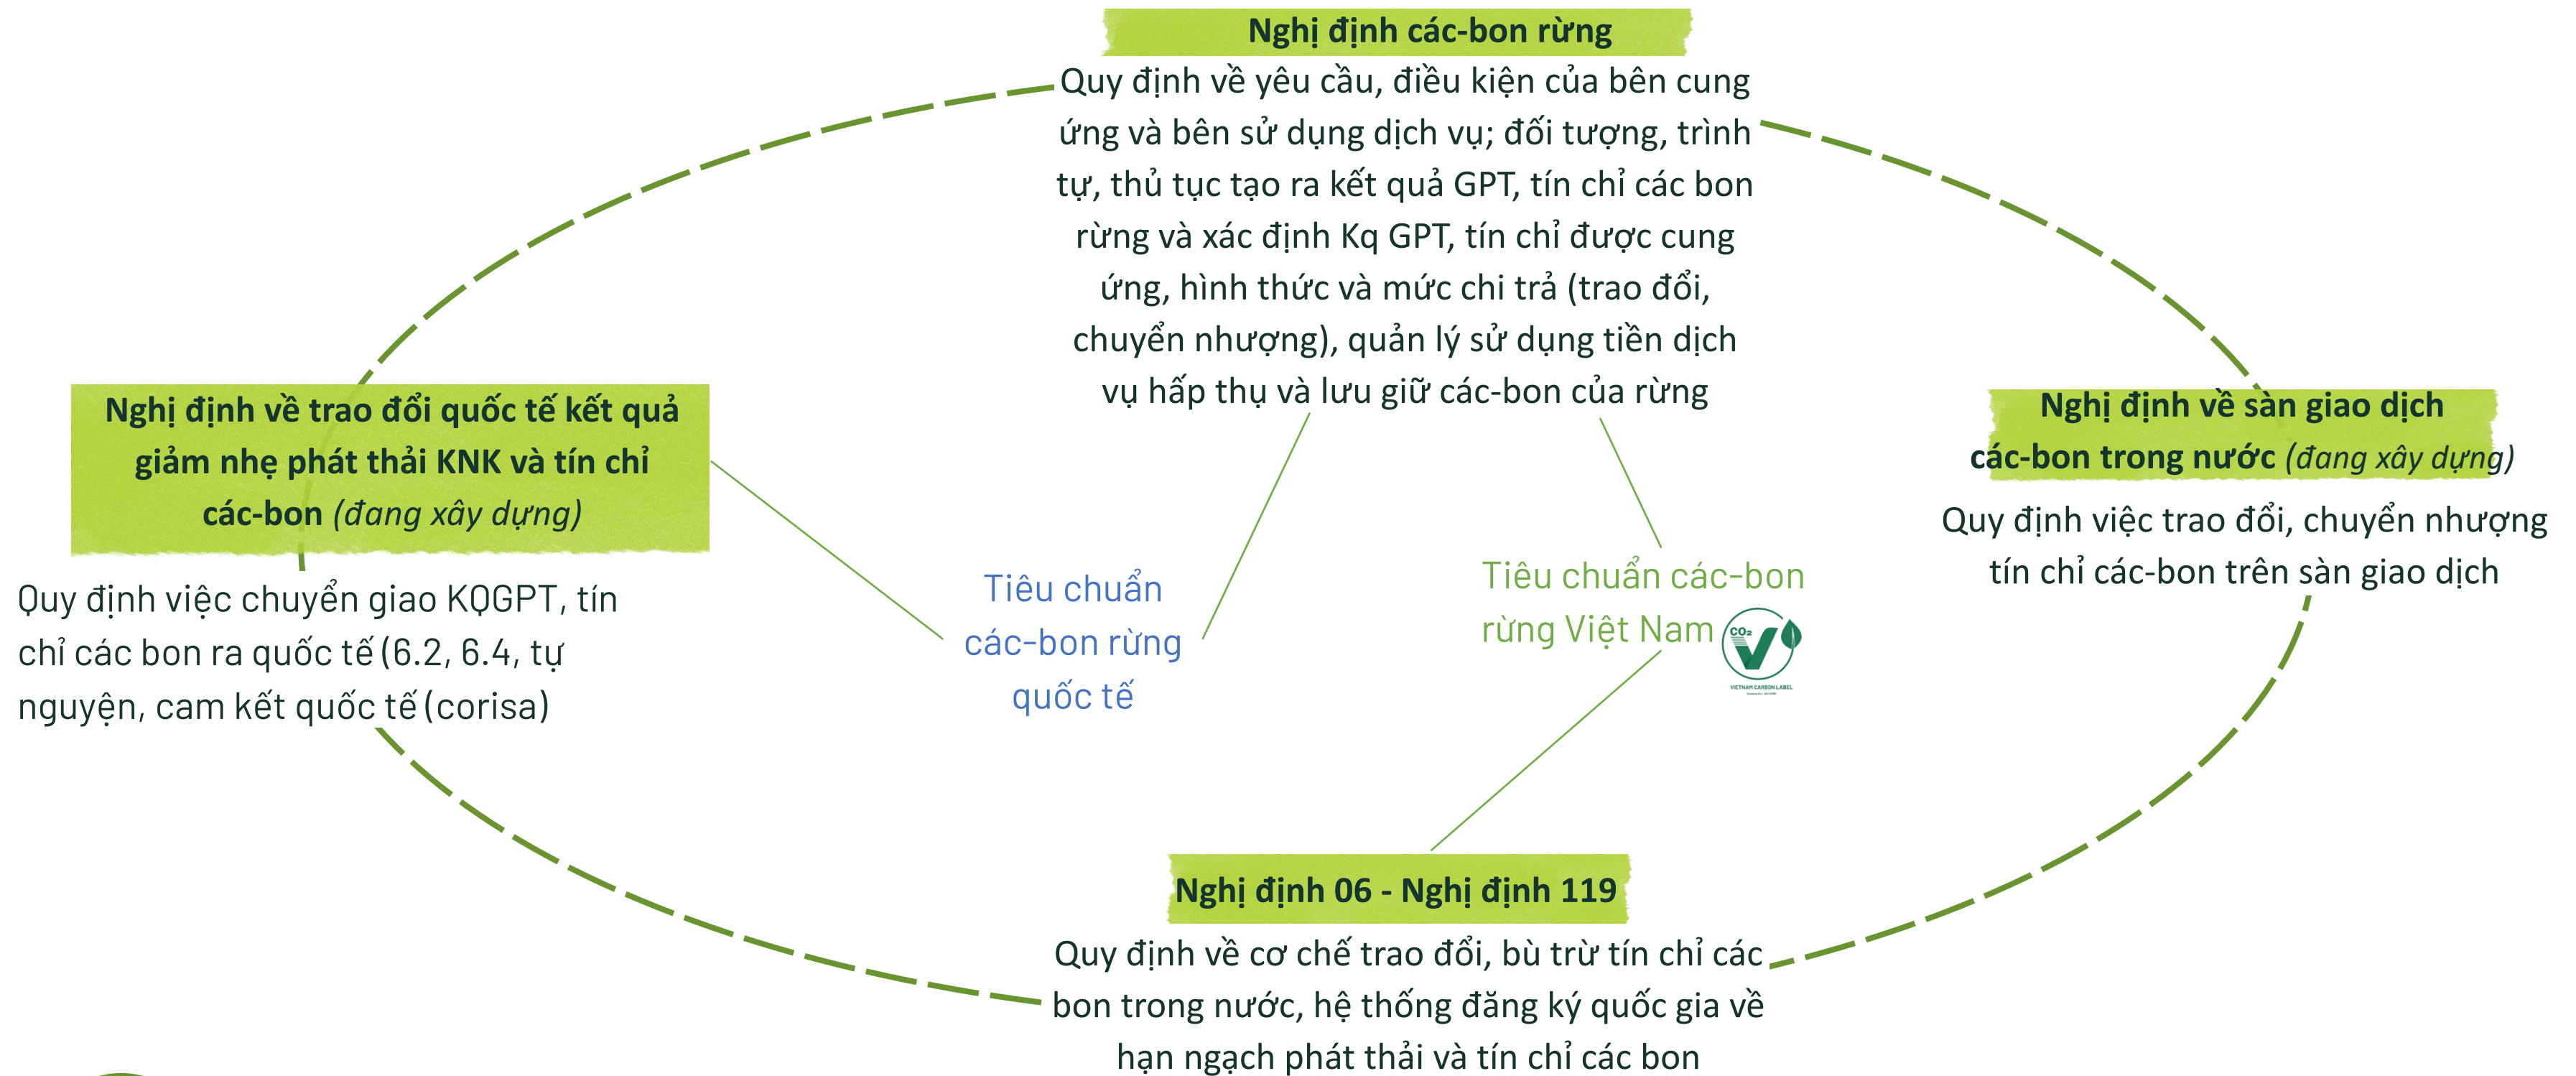 Nghị định các-bon rừng
Quy định về yêu cầu, điều kiện của bên cung
ứng và bên sử dụng dịch vụ; đối tượng, trình
tự, thủ tục tạo ra kết quả GPT, tín chỉ các bon
rừng và xác định Kq GPT, tín chỉ được cung
ứng, hình thức và mức chi trả (trao đổi,
chuyển nhượng), quản lý sử dụng tiền dịch
vụ hấp thụ và lưu giữ các-bon của rừng
Nghị định về trao đổi quốc tế kết quả
giảm nhẹ phát thải KNK và tín chỉ
các-bon (đang xây dựng)
Quy định việc chuyển giao KQGPT, tín
chỉ các bon ra quốc tế (6.2, 6.4, tự
nguyện, cam kết quốc tế (corisa)
Tiêu chuẩn
các-bon rừng
quốc tế
Tiêu chuẩn các-bon
rừng Việt Nam
CO₂
VIETNAM CARBON LABEL
Nghị định về sàn giao dịch
các-bon trong nước (đang xây dựng)
Quy định việc trao đổi, chuyển nhượng
tín chỉ các-bon trên sàn giao dịch
Nghị định 06 - Nghị định 119
Quy định về cơ chế trao đổi, bù trừ tín chỉ các
bon trong nước, hệ thống đăng ký quốc gia về
hạn ngạch phát thải và tín chỉ các bon